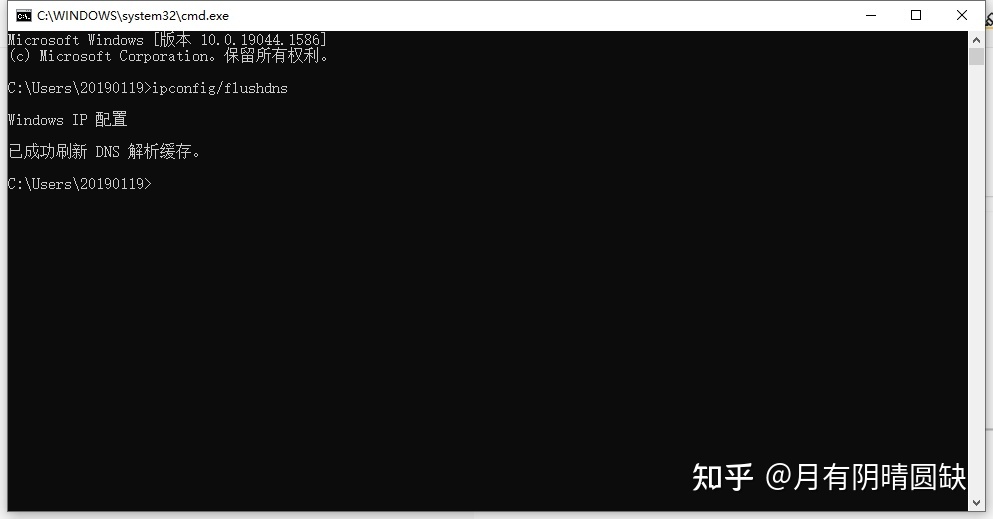 C:\WINDOWS\system32\cmd.exe
Microsoft Windows [版本 10.0.19044.1586]
(c) Microsoft Corporation。保留所有权利。
C:\Users\20190119>ipconfig/flushdns
Windows IP 配置
已成功刷新 DNS 解析缓存。
C:\Users\20190119>
知乎 @月有阴晴圆缺